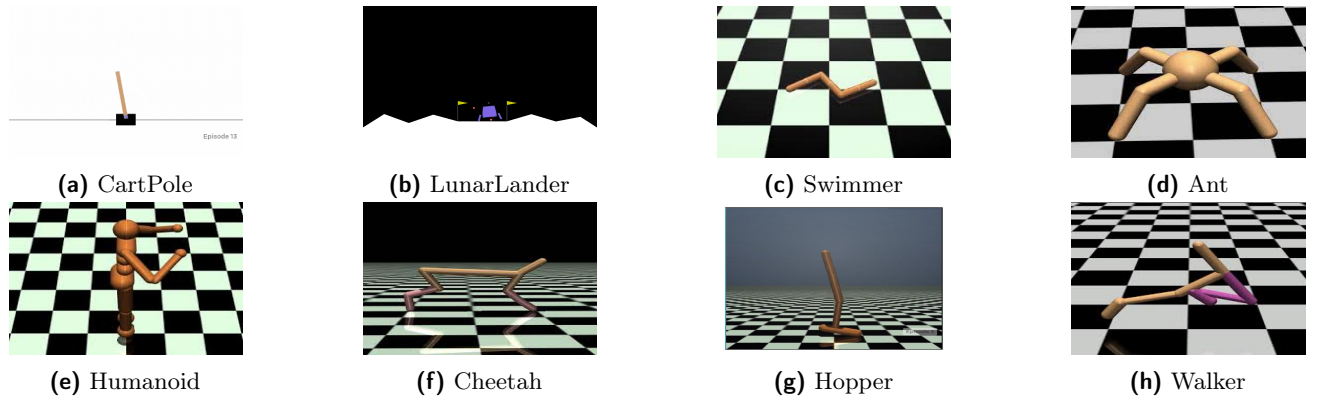 Episode 13
(a) CartPole
(b) LunarLander
(c) Swimmer
(d) Ant
(e) Humanoid
(f) Cheetah
(g) Hopper
(h) Walker